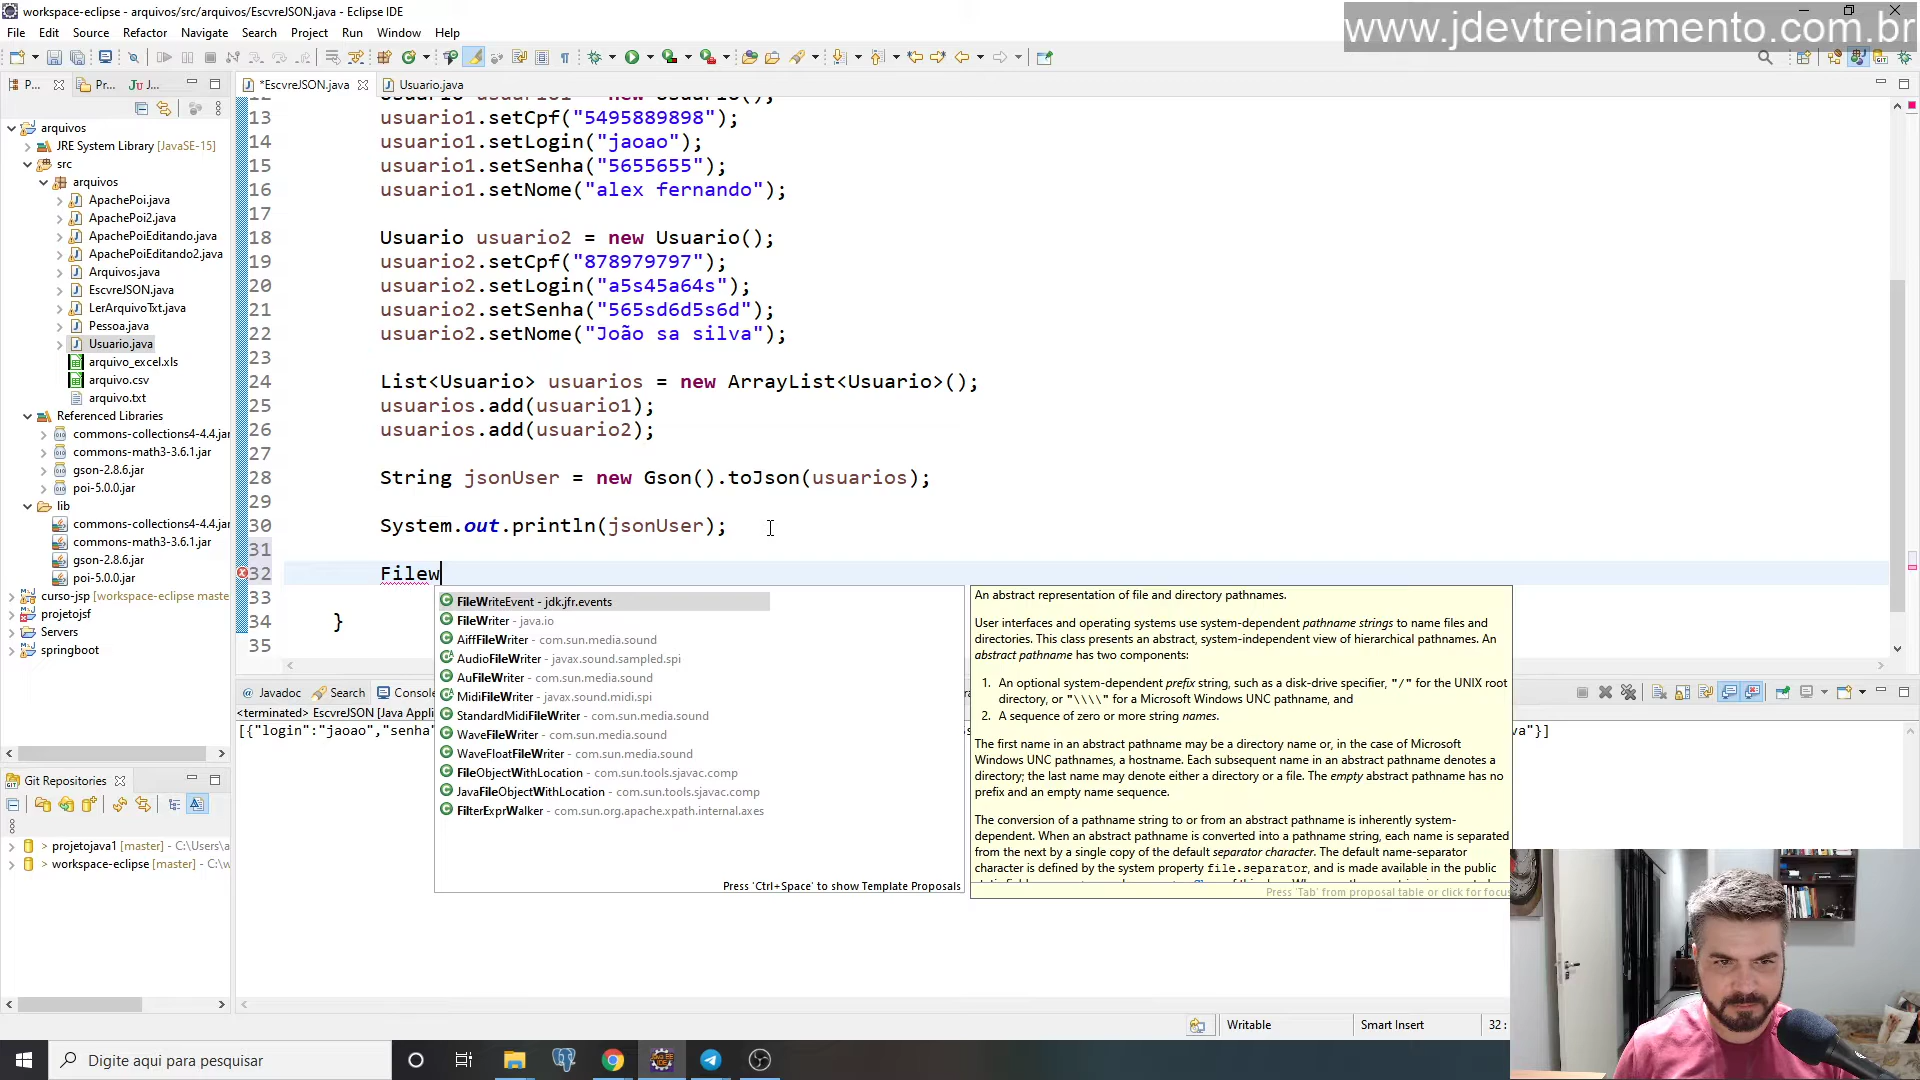 workspace-eclipse - arquivos/src/arquivos/EscvreJSON.java - Eclipse IDE
www.jdevtreinamento.com.br
File Edit Source Refactor Navigate Search Project Run Window Help
P... Pr... J...
*EscvreJSON.java Usuario.java
arquivos
JRE System Library [JavaSE-15]
src
arquivos
ApachePoi.java
ApachePoi2.java
ApachePoiEditando.java
ApachePoiEditando2.java
Arquivos.java
EscvreJSON.java
LerArquivoTxt.java
Pessoa.java
Usuario.java
arquivo_excel.xls
arquivo.csv
arquivo.txt
Referenced Libraries
commons-collections4-4.4.jar
commons-math3-3.6.1.jar
gson-2.8.6.jar
poi-5.0.0.jar
lib
commons-collections4-4.4.jar
commons-math3-3.6.1.jar
gson-2.8.6.jar
poi-5.0.0.jar
curso-jsp [workspace-eclipse maste
projetojsf
Servers
springboot
Git Repositories
projetojava1 [master] - C:\Users\a
workspace-eclipse [master] - C:\w
12 Usuario usuario1 = new Usuario();
13 usuario1.setCpf("5495889898");
14 usuario1.setLogin("jaoao");
15 usuario1.setSenha("5655655");
16 usuario1.setNome("alex fernando");
17
18 Usuario usuario2 = new Usuario();
19 usuario2.setCpf("878979797");
20 usuario2.setLogin("a5s45a64s");
21 usuario2.setSenha("565sd6d5s6d");
22 usuario2.setNome("João sa silva");
23
24 List<Usuario> usuarios = new ArrayList<Usuario>();
25 usuarios.add(usuario1);
26 usuarios.add(usuario2);
27
28 String jsonUser = new Gson().toJson(usuarios);
29
30 System.out.println(jsonUser);
31
32 Filew
33
34 }
35
FileWriteEvent - jdk.jfr.events
FileWriter - java.io
AiffFileWriter - com.sun.media.sound
AudioFileWriter - javax.sound.sampled.spi
AuFileWriter - com.sun.media.sound
MidiFileWriter - javax.sound.midi.spi
StandardMidiFileWriter - com.sun.media.sound
WaveFileWriter - com.sun.media.sound
WaveFloatFileWriter - com.sun.media.sound
FileObjectWithLocation - com.sun.tools.sjavac.comp
JavaFileObjectWithLocation - com.sun.tools.sjavac.comp
FilterExprWalker - com.sun.org.apache.xpath.internal.axes
Press 'Ctrl+Space' to show Template Proposals
An abstract representation of file and directory pathnames.
User interfaces and operating systems use system-dependent pathname strings to name files and
directories. This class presents an abstract, system-independent view of hierarchical pathnames. An
abstract pathname has two components:
1. An optional system-dependent prefix string, such as a disk-drive specifier, "/" for the UNIX root
directory, or "\\\\" for a Microsoft Windows UNC pathname, and
2. A sequence of zero or more string names.
The first name in an abstract pathname may be a directory name or, in the case of Microsoft
Windows UNC pathnames, a hostname. Each subsequent name in an abstract pathname denotes a
directory; the last name may denote either a directory or a file. The empty abstract pathname has no
prefix and an empty name sequence.
The conversion of a pathname string to or from an abstract pathname is inherently system-
dependent. When an abstract pathname is converted into a pathname string, each name is separated
from the next by a single copy of the default separator character. The default name-separator
character is defined by the system property file.separator, and is made available in the public
Press 'Tab' from proposal table or click for focus
Javadoc Search Conso
<terminated> EscvreJSON [Java Appli
[{"login":"jaoao","senha" va"}]
Writable Smart Insert 32:
Digite aqui para pesquisar